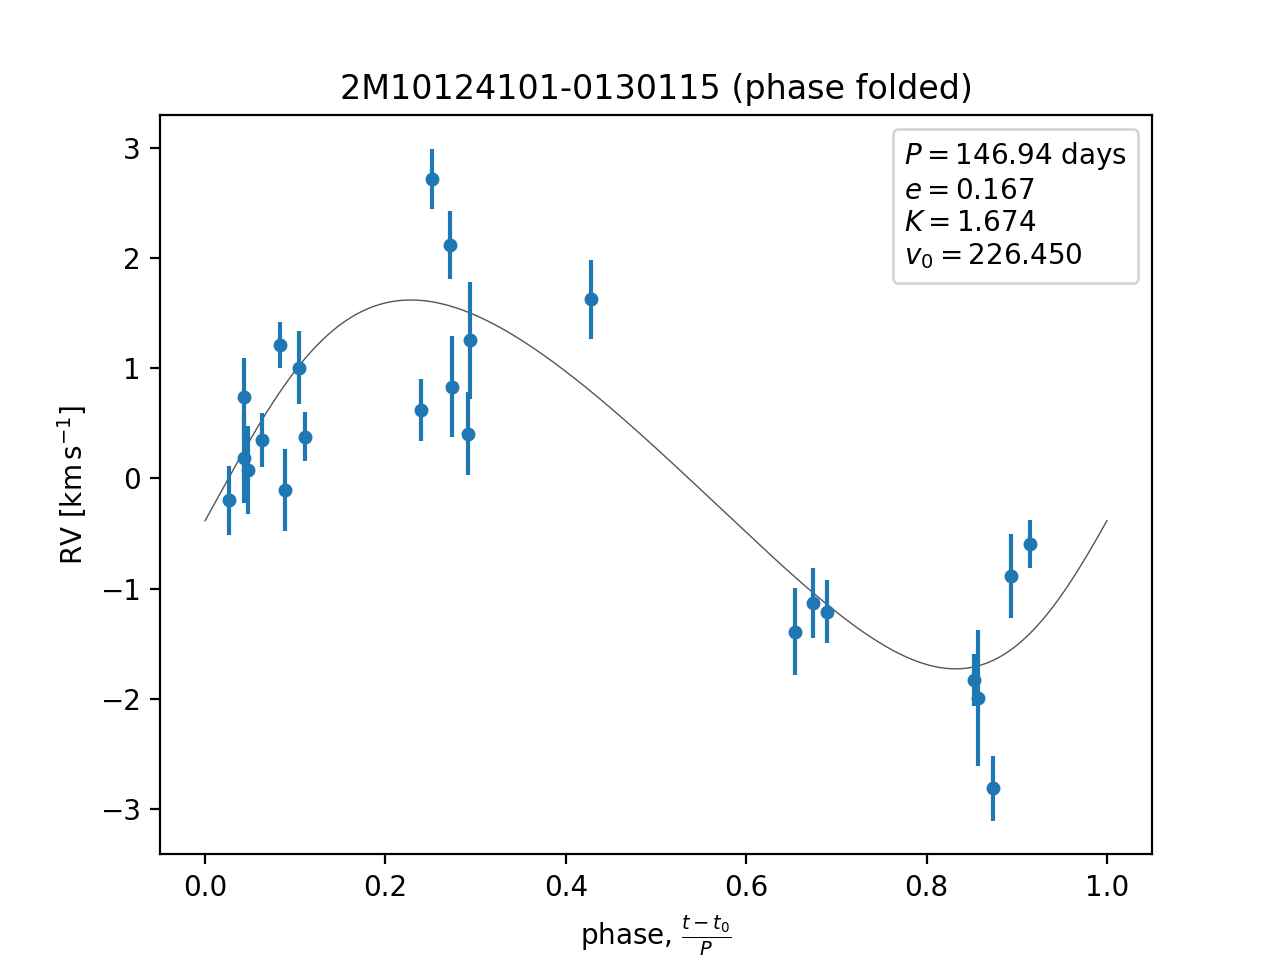 2M10124101-0130115 (phase folded)
P = 146.94 days
e = 0.167
K = 1.674
v₀ = 226.450
RV [km s⁻¹]
3
2
1
0
−1
−2
−3
0.0 0.2 0.4 0.6 0.8 1.0
phase, (t − t₀)/P